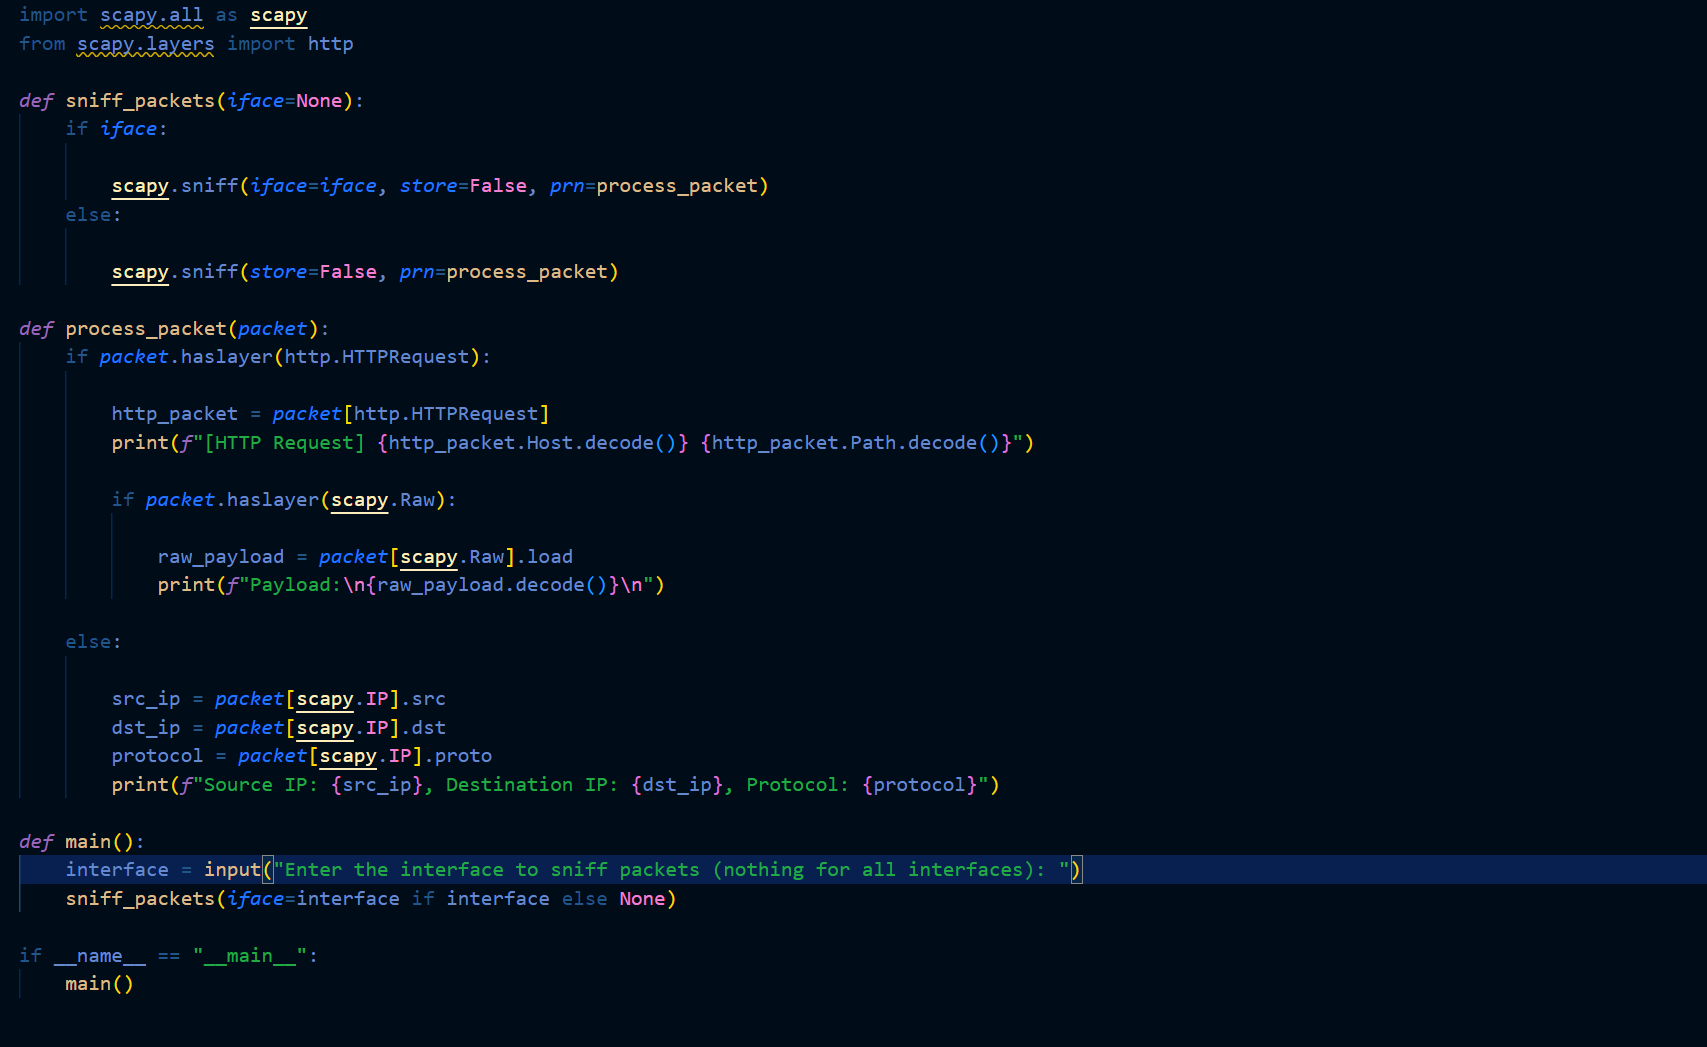 import scapy.all as scapy
from scapy.layers import http
def sniff_packets(iface=None):
    if iface:
        scapy.sniff(iface=iface, store=False, prn=process_packet)
    else:
        scapy.sniff(store=False, prn=process_packet)
def process_packet(packet):
    if packet.haslayer(http.HTTPRequest):
        http_packet = packet[http.HTTPRequest]
        print(f"[HTTP Request] {http_packet.Host.decode()} {http_packet.Path.decode()}")
        if packet.haslayer(scapy.Raw):
            raw_payload = packet[scapy.Raw].load
            print(f"Payload:\n{raw_payload.decode()}\n")
    else:
        src_ip = packet[scapy.IP].src
        dst_ip = packet[scapy.IP].dst
        protocol = packet[scapy.IP].proto
        print(f"Source IP: {src_ip}, Destination IP: {dst_ip}, Protocol: {protocol}")
def main():
    interface = input("Enter the interface to sniff packets (nothing for all interfaces): ")
    sniff_packets(iface=interface if interface else None)
if __name__ == "__main__":
    main()